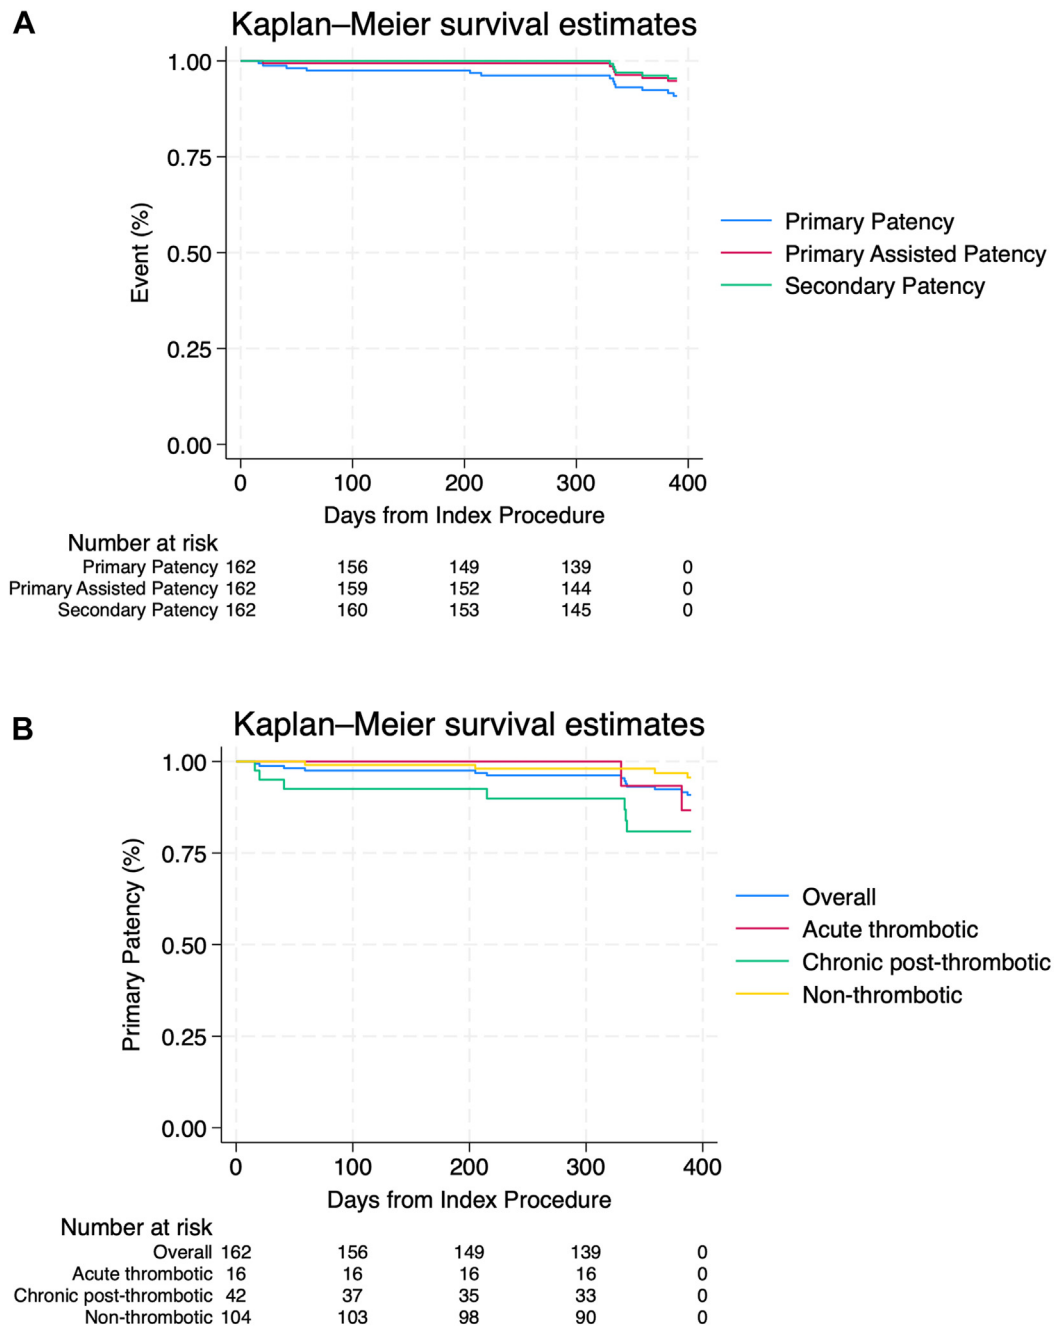 A
Kaplan–Meier survival estimates
1.00
0.75
0.50
0.25
0.00
Event (%)
0 100 200 300 400
Days from Index Procedure
Primary Patency
Primary Assisted Patency
Secondary Patency
Number at risk
Primary Patency 162 156 149 139 0
Primary Assisted Patency 162 159 152 144 0
Secondary Patency 162 160 153 145 0
B
Kaplan–Meier survival estimates
1.00
0.75
0.50
0.25
0.00
Primary Patency (%)
0 100 200 300 400
Days from Index Procedure
Overall
Acute thrombotic
Chronic post-thrombotic
Non-thrombotic
Number at risk
Overall 162 156 149 139 0
Acute thrombotic 16 16 16 16 0
Chronic post-thrombotic 42 37 35 33 0
Non-thrombotic 104 103 98 90 0